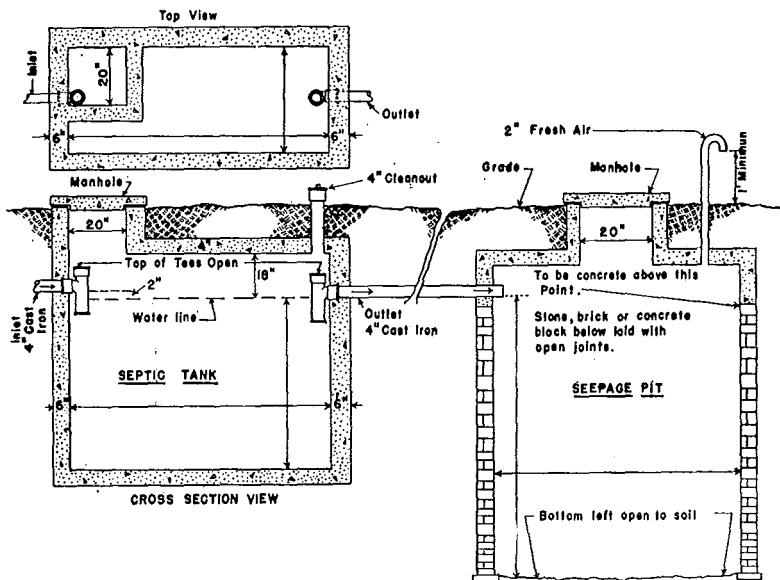 Top View
Inlet
20"
Outlet
6"
6"
Manhole
4" Cleanout
20"
Top of Tees Open
18"
2"
Water line
Inlet
4" Cast
Iron
Outlet
4" Cast Iron
SEPTIC TANK
6"
6"
CROSS SECTION VIEW
2" Fresh Air
1' Minimun
Grade
Manhole
20"
To be concrete above this
Point.
Stone, brick or concrete
block below laid with
open joints.
SEEPAGE PIT
Bottom left open to soil